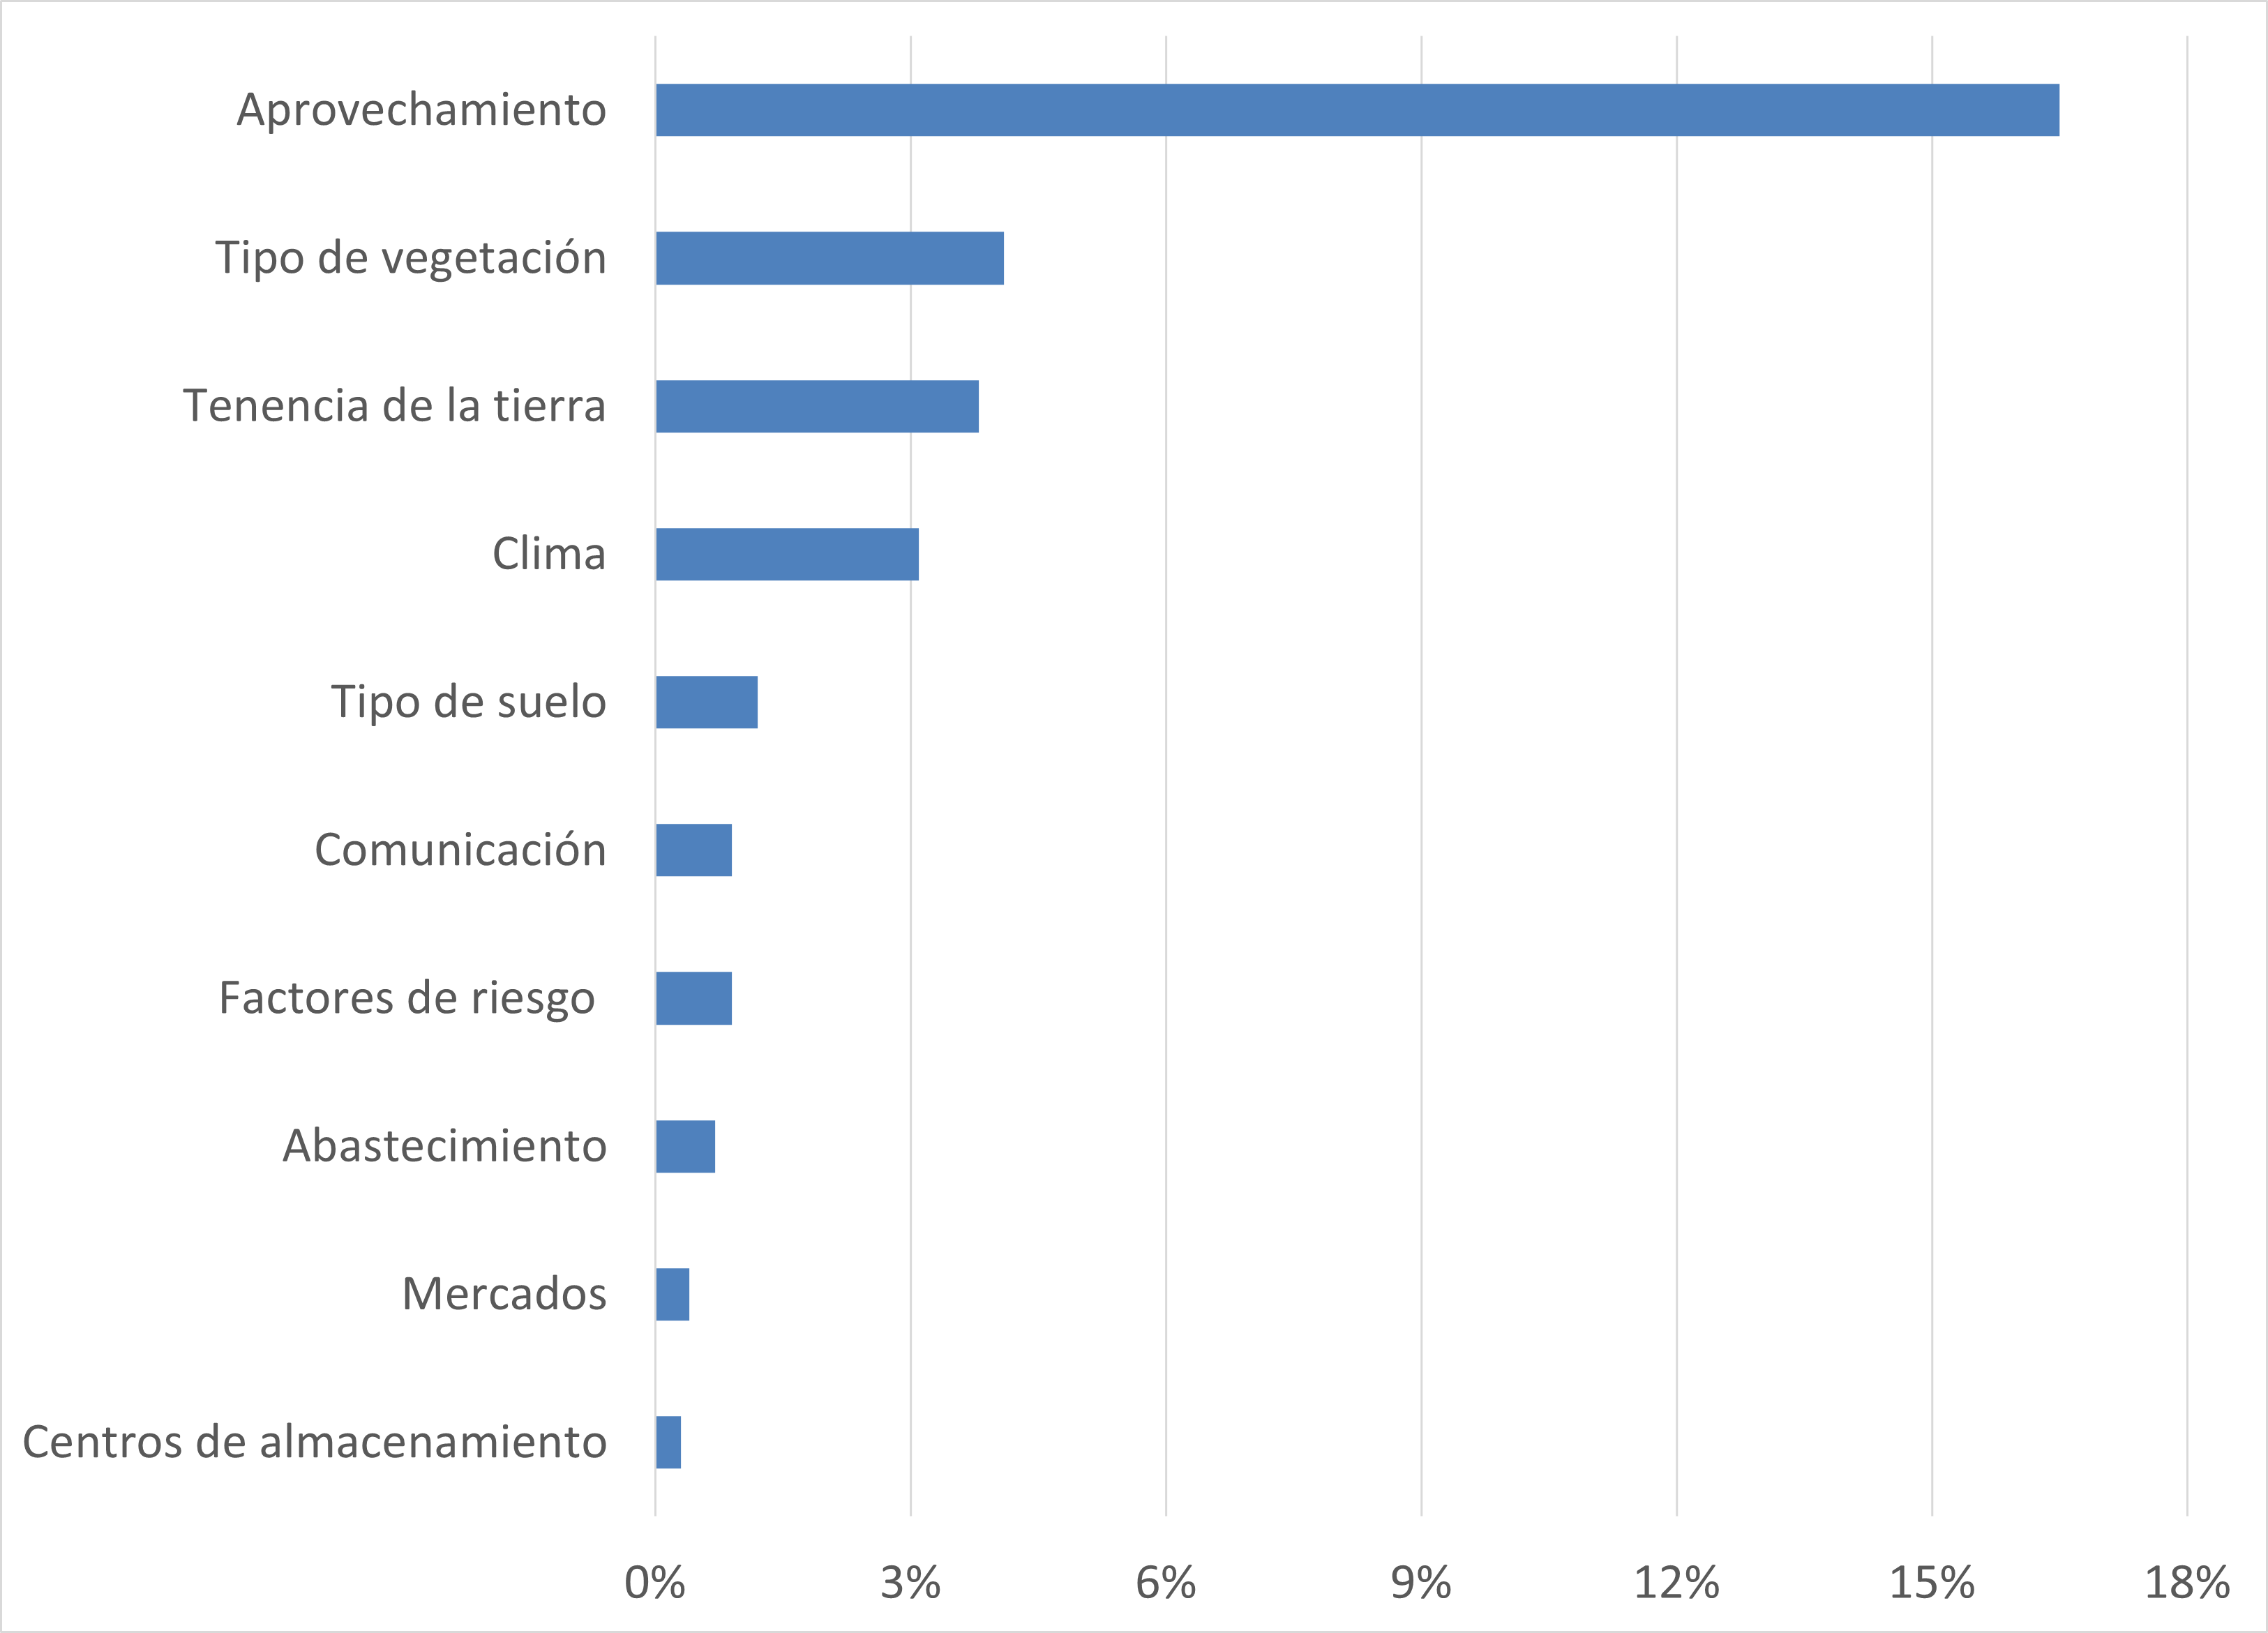 Aprovechamiento
Tipo de vegetación
Tenencia de la tierra
Clima
Tipo de suelo
Comunicación
Factores de riesgo
Abastecimiento
Mercados
Centros de almacenamiento
0% 3% 6% 9% 12% 15% 18%